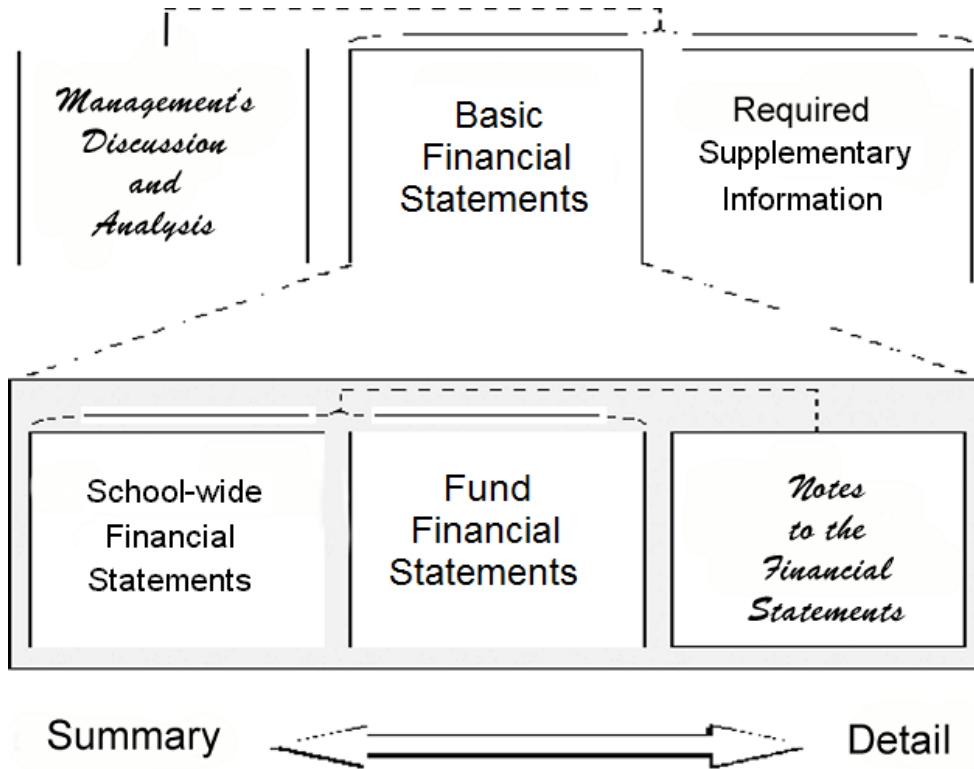 Management's
Discussion
and
Analysis
Basic
Financial
Statements
Required
Supplementary
Information
School-wide
Financial
Statements
Fund
Financial
Statements
Notes
to the
Financial
Statements
Summary
Detail